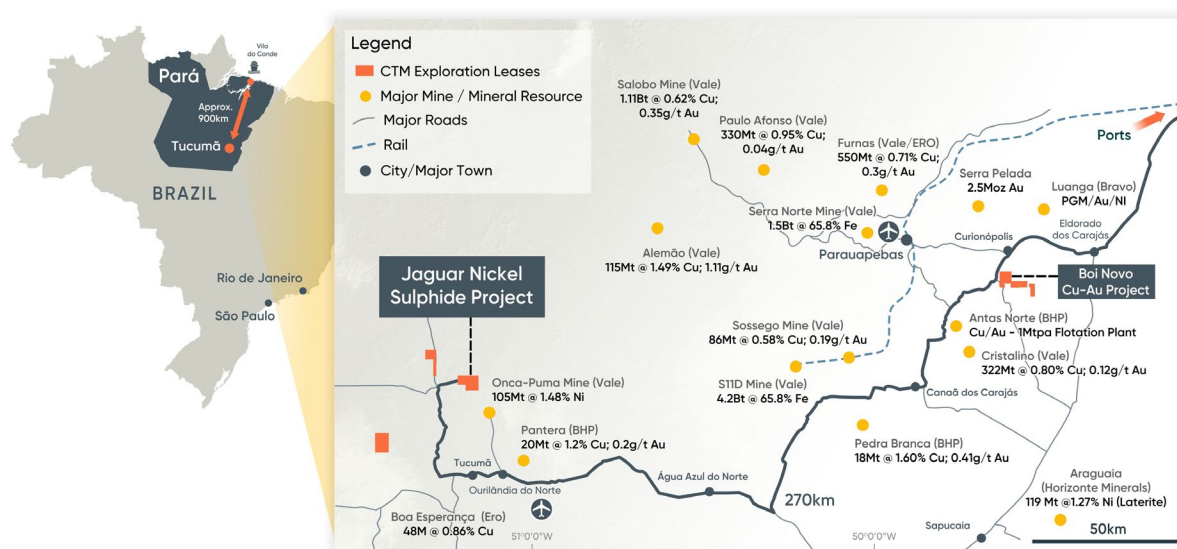 Vila
do Conde
Pará
Approx.
900km
Tucumã
BRAZIL
Rio de Janeiro
São Paulo
Legend
CTM Exploration Leases
Major Mine / Mineral Resource
Major Roads
Rail
City/Major Town
Salobo Mine (Vale)
1.11Bt @ 0.62% Cu;
0.35g/t Au
Paulo Afonso (Vale)
330Mt @ 0.95% Cu;
0.04g/t Au
Furnas (Vale/ERO)
550Mt @ 0.71% Cu;
0.3g/t Au
Ports
Serra Pelada
2.5Moz Au
Luanga (Bravo)
PGM/Au/NI
Serra Norte Mine (Vale)
1.5Bt @ 65.8% Fe
Parauapebas
Curionópolis
Eldorado
dos Carajás
Alemão (Vale)
115Mt @ 1.49% Cu; 1.11g/t Au
Jaguar Nickel
Sulphide Project
Boi Novo
Cu-Au Project
Sossego Mine (Vale)
86Mt @ 0.58% Cu; 0.19g/t Au
Antas Norte (BHP)
Cu/Au - 1Mtpa Flotation Plant
Cristalino (Vale)
322Mt @ 0.80% Cu; 0.12g/t Au
S11D Mine (Vale)
4.2Bt @ 65.8% Fe
Canaã dos Carajás
Onca-Puma Mine (Vale)
105Mt @ 1.48% Ni
Pantera (BHP)
20Mt @ 1.2% Cu; 0.2g/t Au
Pedra Branca (BHP)
18Mt @ 1.60% Cu; 0.41g/t Au
Tucumã
Ourilândia do Norte
Água Azul do Norte
270km
Araguaia
(Horizonte Minerals)
119 Mt @1.27% Ni (Laterite)
Boa Esperança (Ero)
48M @ 0.86% Cu
Sapucaia
50km
51°0'0"W
50°0'0"W